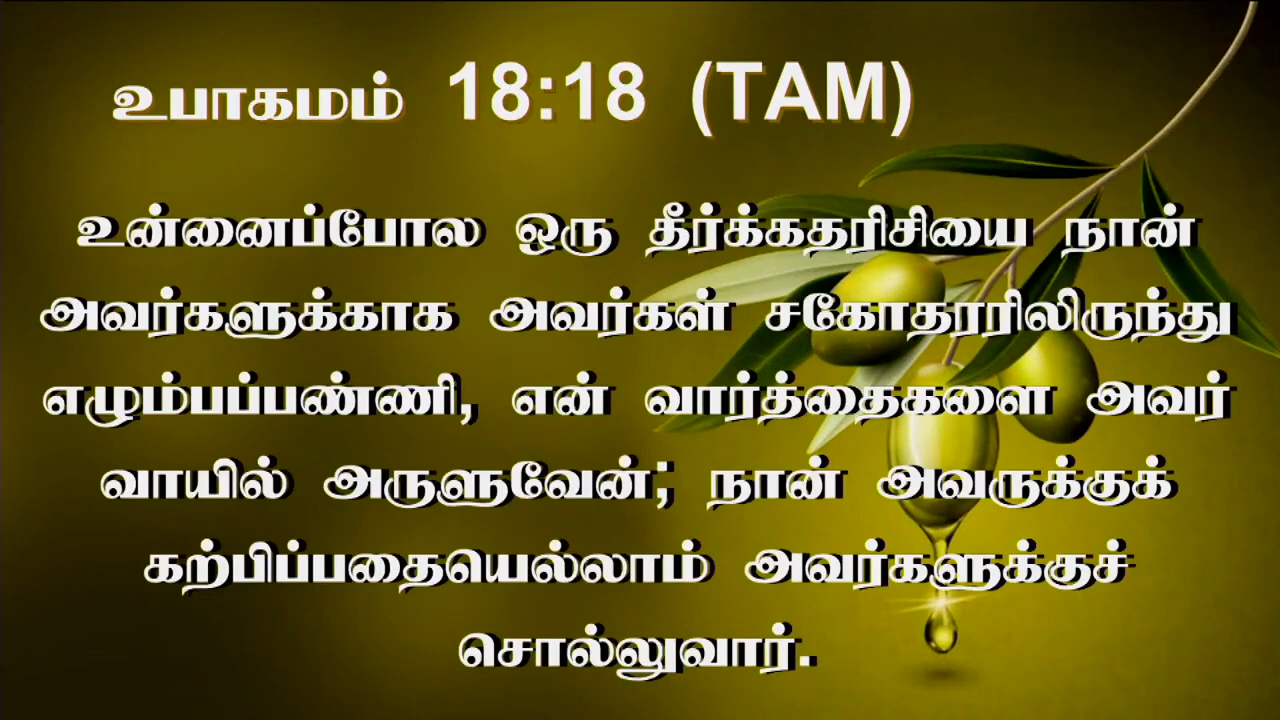 உபாகமம் 18:18 (TAM)
உன்னைப்போல ஒரு தீர்க்கதரிசியை நான்
அவர்களுக்காக அவர்கள் சகோதரரிலிருந்து
எழும்பப்பண்ணி, என் வார்த்தைகளை அவர்
வாயில் அருளுவேன்; நான் அவருக்குக்
கற்பிப்பதையெல்லாம் அவர்களுக்குச்
சொல்லுவார்.